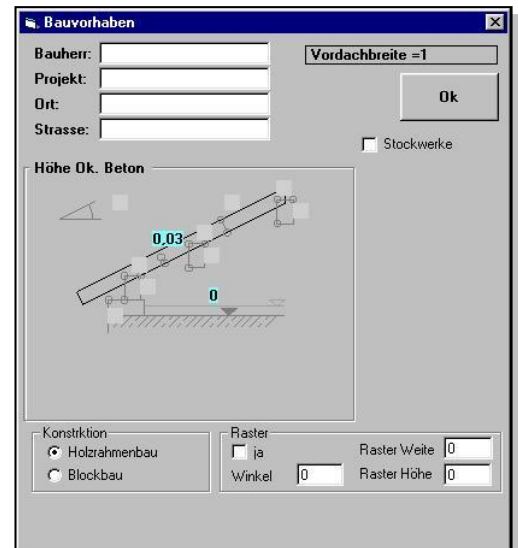 Bauvorhaben
Bauherr:
Vordachbreite =1
Projekt:
Ort:
Ok
Strasse:
Stockwerke
Höhe Ok. Beton
0,03
0
Konstrktion
Holzrahmenbau
Blockbau
Raster
ja
Raster Weite 0
Winkel 0
Raster Höhe 0